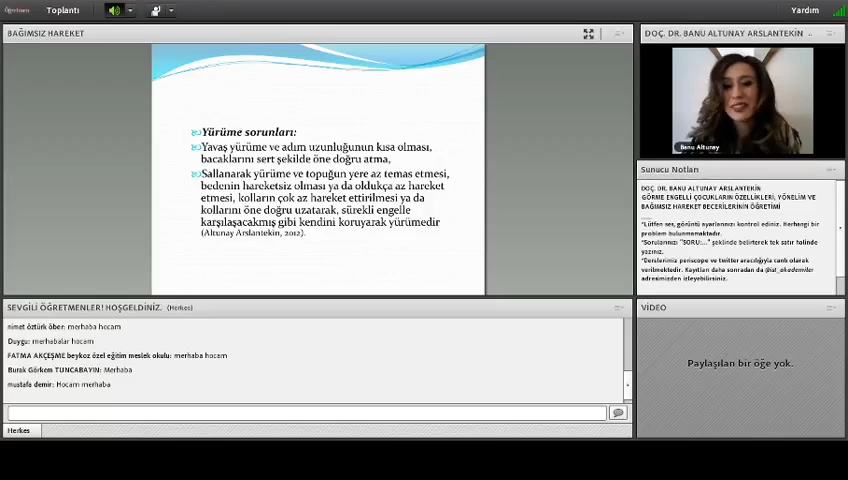 Öğretmen Toplantı Yardım
BAĞIMSIZ HAREKET
Yürüme sorunları:
Yavaş yürüme ve adım uzunluğunun kısa olması,
bacaklarını sert şekilde öne doğru atma,
Sallanarak yürüme ve topuğun yere az temas etmesi,
bedenin hareketsiz olması ya da oldukça az hareket
etmesi, kolların çok az hareket ettirilmesi ya da
kollarını öne doğru uzatarak, sürekli engelle
karşılaşacakmış gibi kendini koruyarak yürümedir
(Altunay Arslantekin, 2012).
DOÇ. DR. BANU ALTUNAY ARSLANTEKİN ..
Banu Altunay
Sunucu Notları
DOÇ. DR. BANU ALTUNAY ARSLANTEKİN
GÖRME ENGELLİ ÇOCUKLARIN ÖZELLİKLERİ, YÖNELİM VE
BAĞIMSIZ HAREKET BECERİLERİNİN ÖĞRETİMİ
.....
*Lütfen ses, görüntü ayarlarınızı kontrol ediniz. Herhangi bir
problem bulunmamaktadır.
*Sorularınızı "SORU:..." şeklinde belirterek tek satır halinde
yazınız.
*Derslerimiz periscope ve twitter aracılığıyla canlı olarak
verilmektedir. Kayıtları daha sonradan da @ist_akademiler
adresimizden izleyebilirsiniz.
SEVGİLİ ÖĞRETMENLER! HOŞGELDİNİZ. (Herkes)
nimet öztürk öber: merhaba hocam
Duygu: merhabalar hocam
FATMA AKÇEŞME beykoz özel eğitim meslek okulu: merhaba hocam
Burak Görkem TUNCABAYIN: Merhaba
mustafa demir: Hocam merhaba
Herkes
VİDEO
Paylaşılan bir öğe yok.